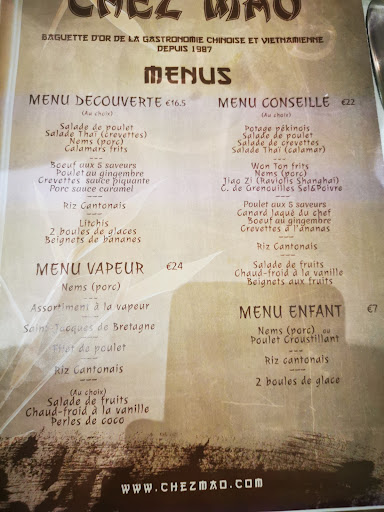 CHEZ MAO
BAGUETTE D'OR DE LA GASTRONOMIE CHINOISE ET VIETNAMIENNE
DEPUIS 1987
MENUS
MENU DECOUVERTE €16.5
(Au choix)
Salade de poulet
Salade Thaï (crevettes)
Nems (porc)
Calamars frits
---
Boeuf aux 5 saveurs
Poulet au gingembre
Crevettes sauce piquante
Porc sauce caramel
---
Riz Cantonais
---
Litchis
2 boules de glaces
Beignets de bananes
MENU VAPEUR €24
Nems (porc)
----
Assortiment à la vapeur
----
Saint-Jacques de Bretagne
----
Filet de poulet
----
Riz Cantonais
----
(Au choix)
Salade de fruits
Chaud-froid à la vanille
Perles de coco
MENU CONSEILLE €22
(Au choix)
Potage pékinois
Salade de poulet
Salade de crevettes
Salade Thaï (calamar)
---
Won Ton frits
Nems (porc)
Jiao Zi (Raviolis Shanghaï)
C. de Grenouilles Sel&Poivre
---
Poulet aux 5 saveurs
Canard laqué du chef
Boeuf au gingembre
Crevettes à l'ananas
---
Riz Cantonais
---
Salade de fruits
Chaud-froid à la vanille
Beignets aux fruits
MENU ENFANT €7
Nems (porc) ou
Poulet Croustillant
----
Riz cantonais
----
2 boules de glace
WWW.CHEZMAO.COM